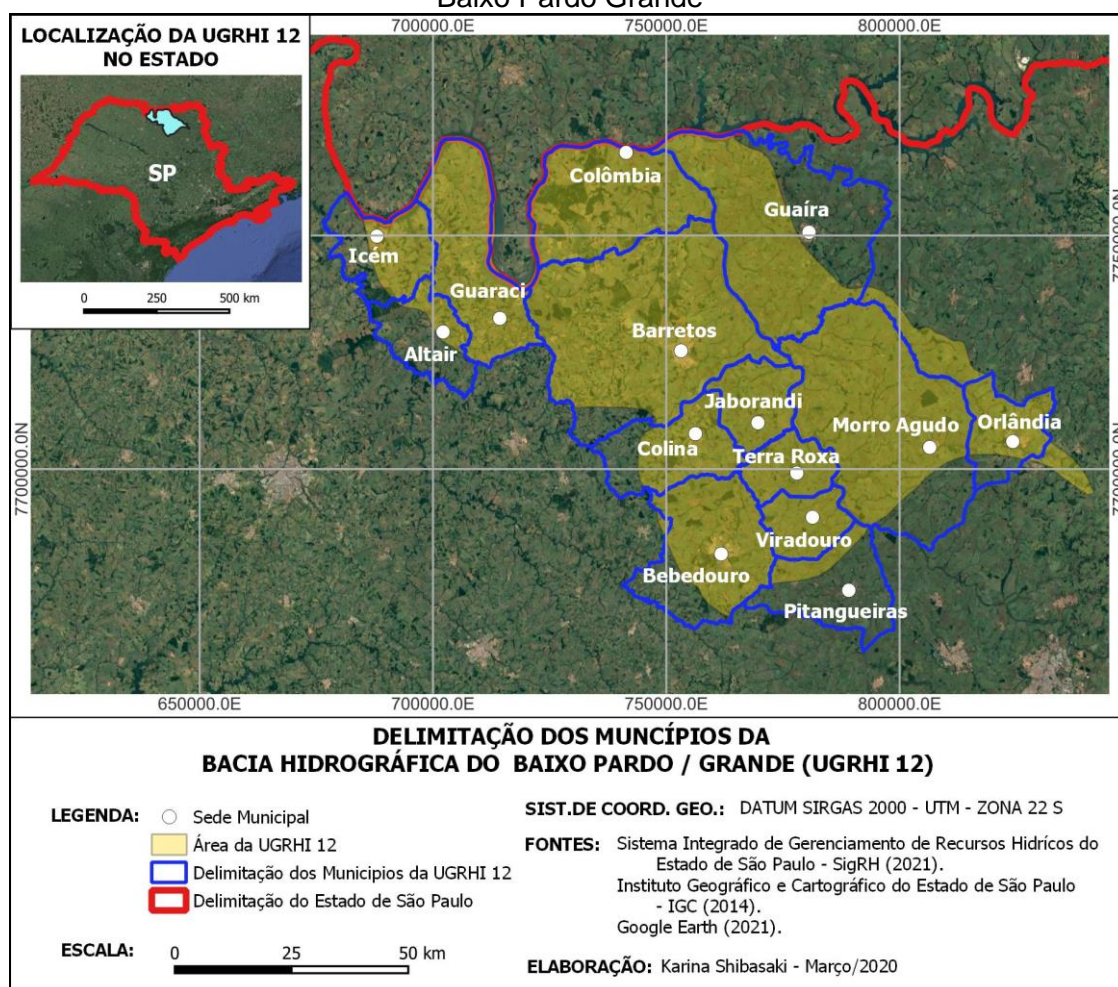 Baixo Pardo Grande
LOCALIZAÇÃO DA UGRHI 12
NO ESTADO
SP
0 250 500 km
700000.0E 750000.0E 800000.0E
Colômbia
Guaíra
7750000.0N
Icém
Guaraci
Altair
Barretos
Jaborandi
Morro Agudo
Orlândia
Colina
Terra Roxa
7700000.0N
7700000.0N
Viradouro
Bebedouro
Pitangueiras
650000.0E 700000.0E 750000.0E 800000.0E
DELIMITAÇÃO DOS MUNCÍPIOS DA
BACIA HIDROGRÁFICA DO BAIXO PARDO / GRANDE (UGRHI 12)
LEGENDA:
Sede Municipal
Área da UGRHI 12
Delimitação dos Municipios da UGRHI 12
Delimitação do Estado de São Paulo
ESCALA: 0 25 50 km
SIST.DE COORD. GEO.: DATUM SIRGAS 2000 - UTM - ZONA 22 S
FONTES: Sistema Integrado de Gerenciamento de Recursos Hidrícos do
Estado de São Paulo - SigRH (2021).
Instituto Geográfico e Cartográfico do Estado de São Paulo
- IGC (2014).
Google Earth (2021).
ELABORAÇÃO: Karina Shibasaki - Março/2020